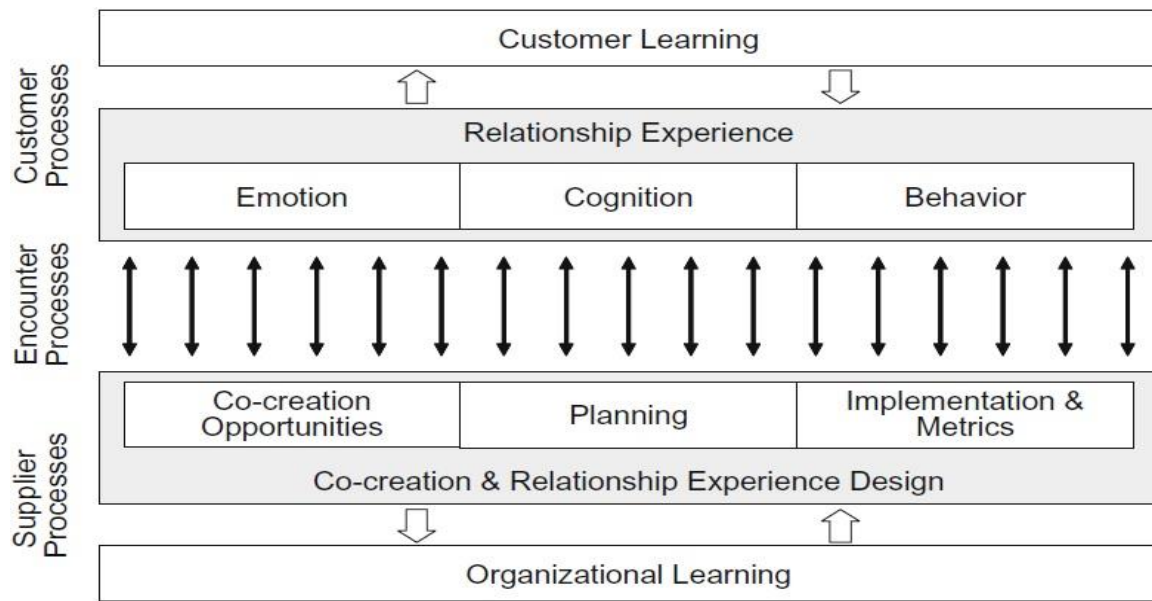 Customer Learning
Customer
Processes
Relationship Experience
Emotion
Cognition
Behavior
Encounter
Processes
Co-creation
Opportunities
Planning
Implementation &
Metrics
Supplier
Processes
Co-creation & Relationship Experience Design
Organizational Learning